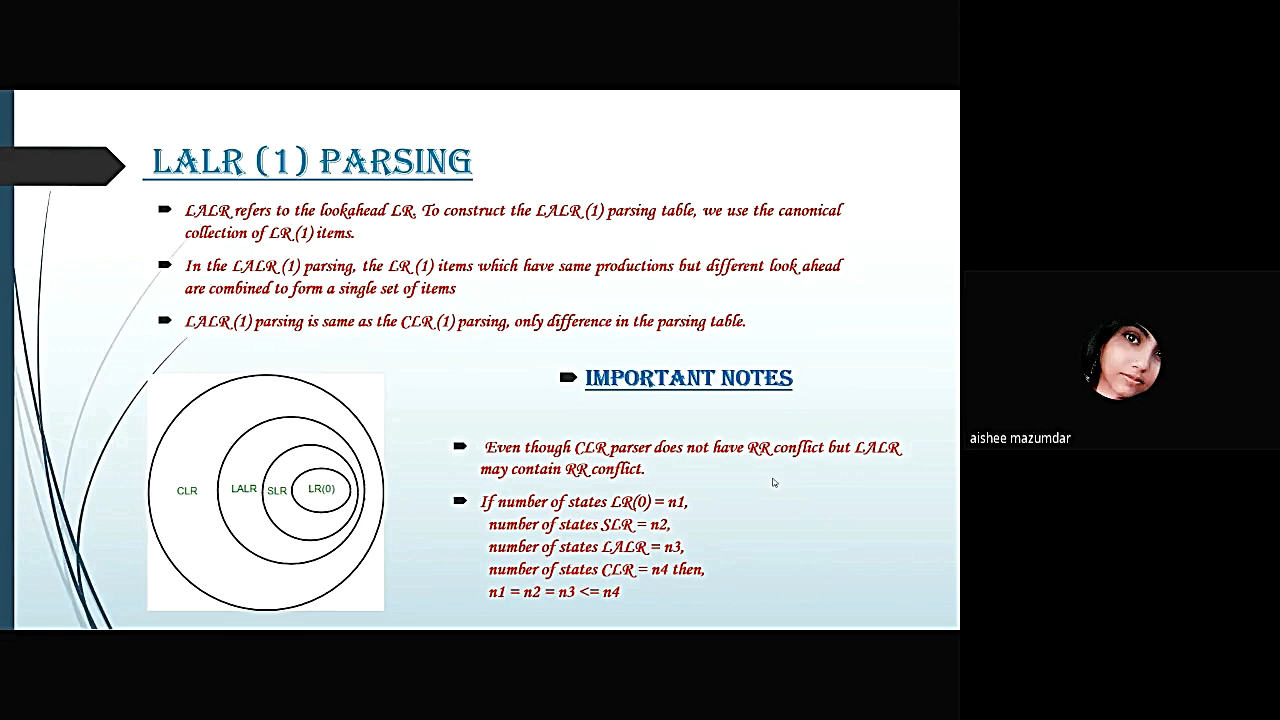 LALR (1) PARSING
LALR refers to the lookahead LR. To construct the LALR (1) parsing table, we use the canonical
collection of LR (1) items.
In the LALR (1) parsing, the LR (1) items which have same productions but different look ahead
are combined to form a single set of items
LALR (1) parsing is same as the CLR (1) parsing, only difference in the parsing table.
IMPORTANT NOTES
Even though CLR parser does not have RR conflict but LALR
may contain RR conflict.
If number of states LR(0) = n1,
number of states SLR = n2,
number of states LALR = n3,
number of states CLR = n4 then,
n1 = n2 = n3 <= n4
CLR LALR SLR LR(0)
aishee mazumdar